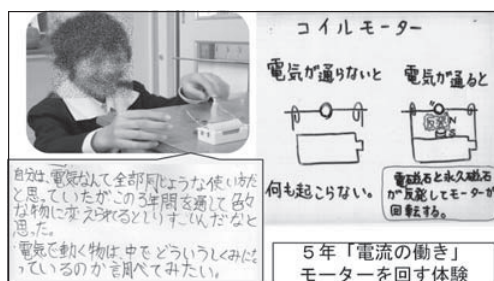 コイルモーター
電気が通らないと
電気が通ると
反発
N
S
何も起こらない。
電磁石と永久磁石
が反発してモーターが
回転する。
自分は、電気なんて全部同じような使い方だ
と思っていたがこの3年間を通して色々
な物に変えられるというすごいんだなと
思った。
電気で動く物は、中をどういうしくみにな
っているのか調べてみたい。
5年「電流の働き」
モーターを回す体験